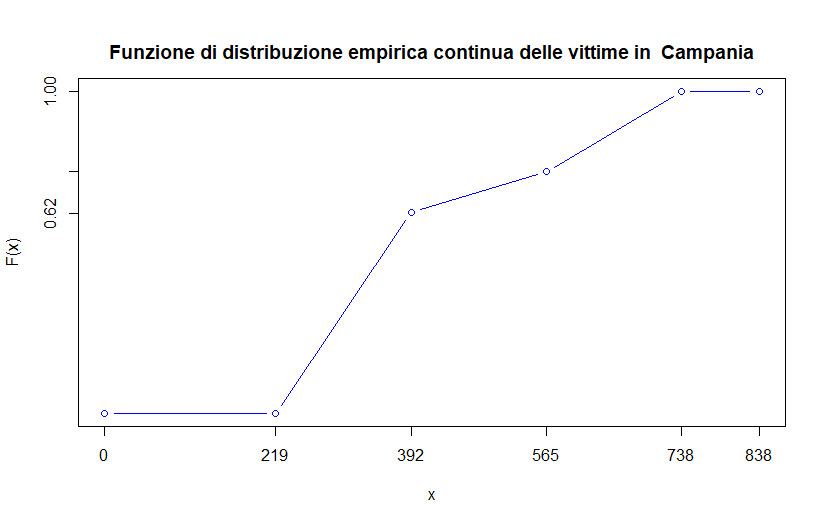 Funzione di distribuzione empirica continua delle vittime in  Campania
1.00
0.62
F(x)
0 219 392 565 738 838
x